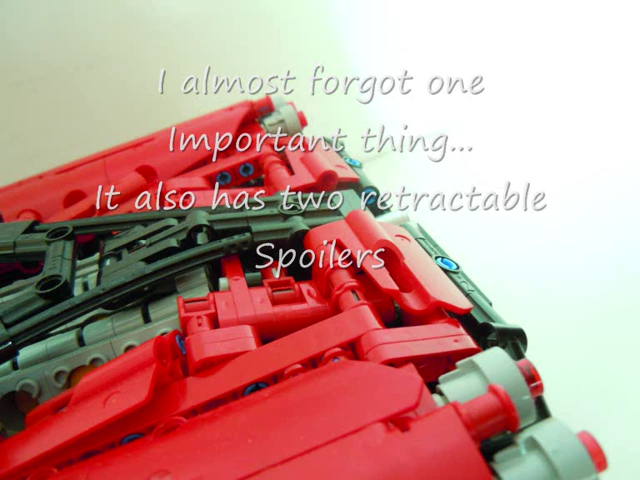 I almost forgot one
Important thing...
It also has two retractable
Spoilers